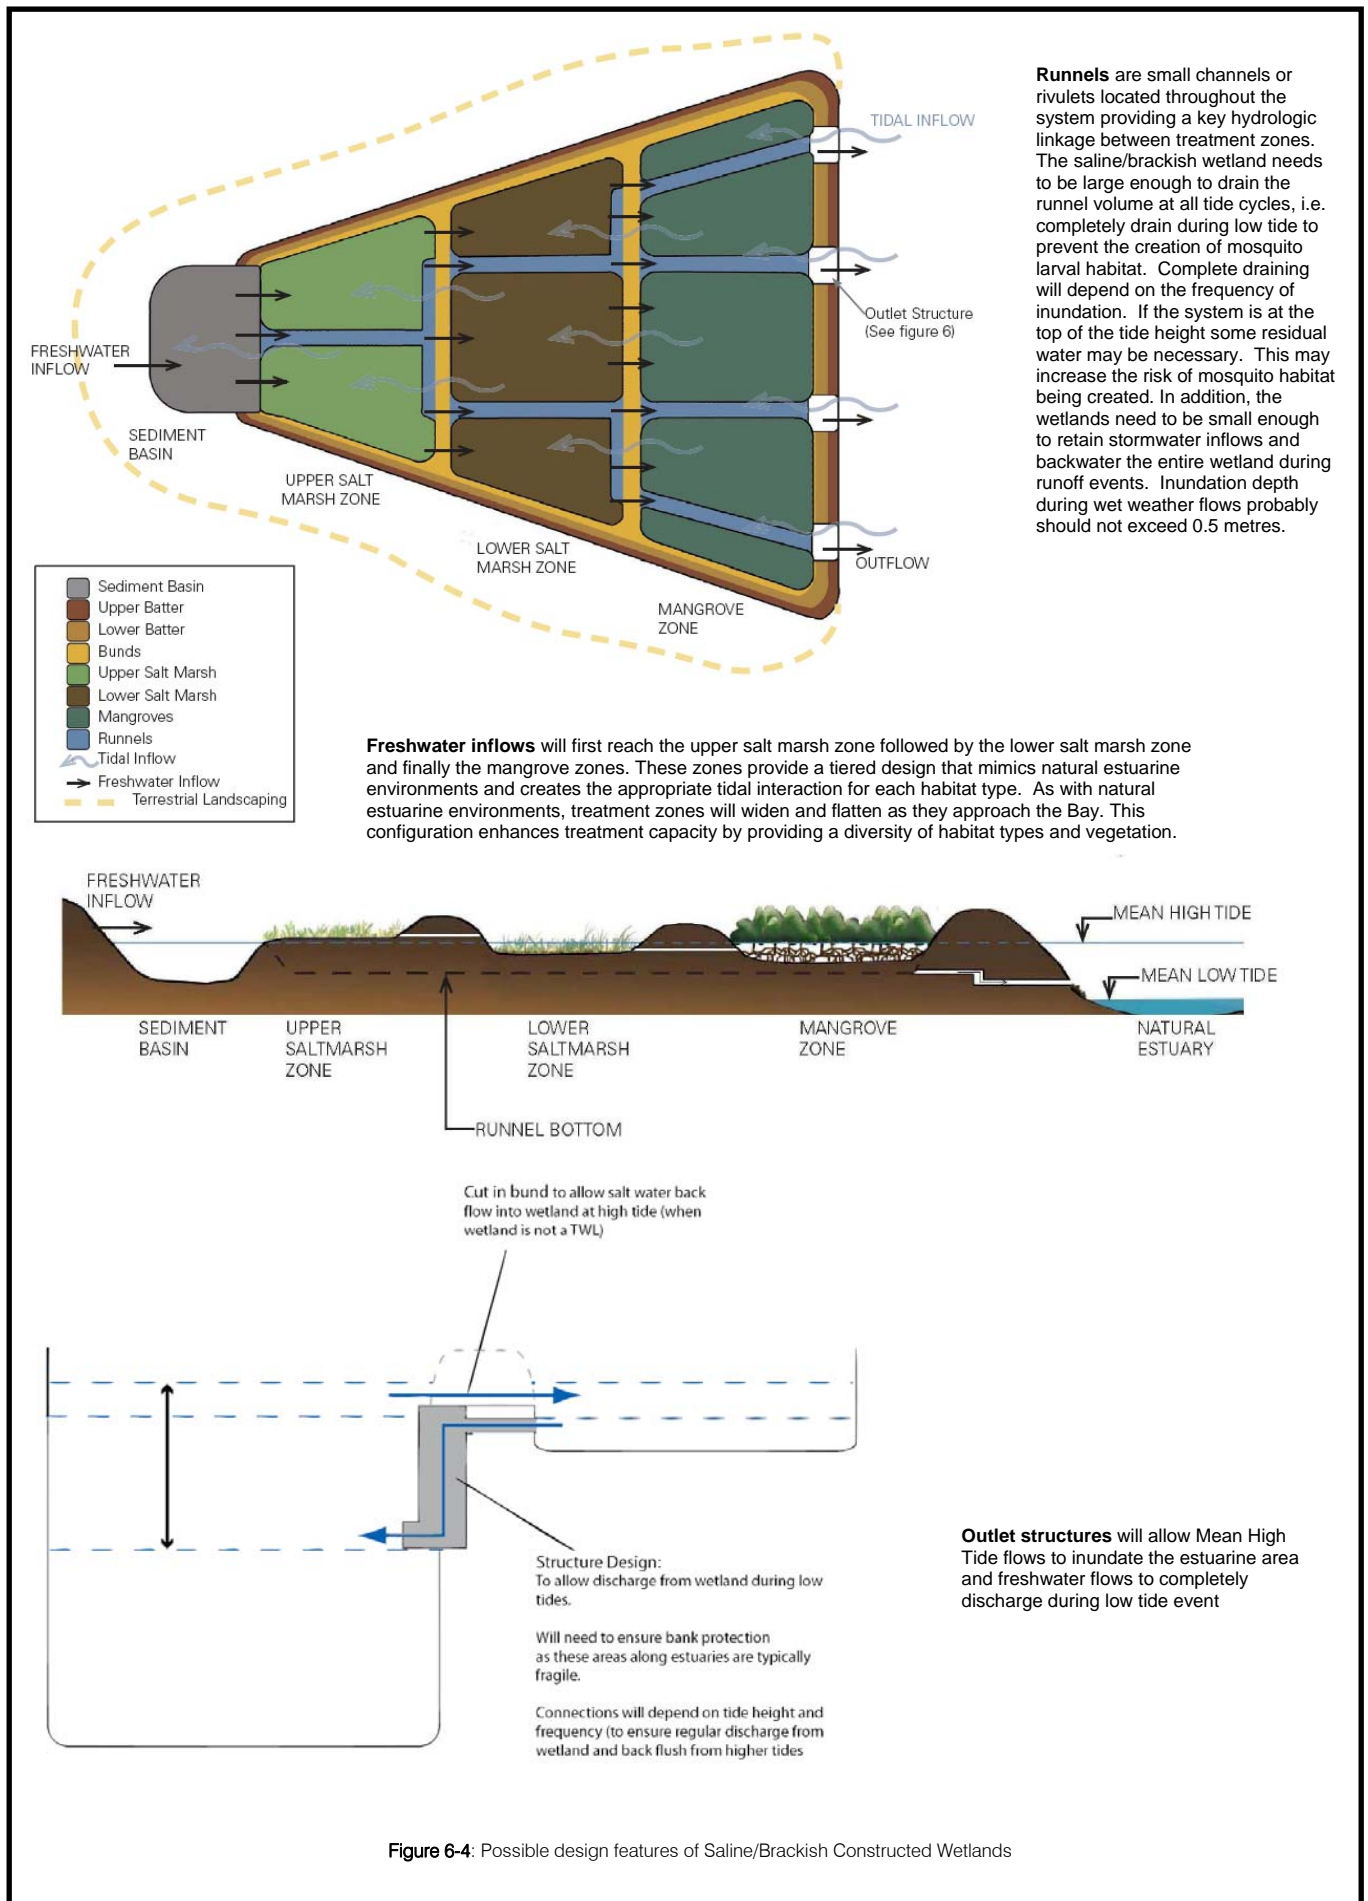 Runnels are small channels or
rivulets located throughout the
system providing a key hydrologic
linkage between treatment zones.
The saline/brackish wetland needs
to be large enough to drain the
runnel volume at all tide cycles, i.e.
completely drain during low tide to
prevent the creation of mosquito
larval habitat.  Complete draining
will depend on the frequency of
inundation.  If the system is at the
top of the tide height some residual
water may be necessary.  This may
increase the risk of mosquito habitat
being created. In addition, the
wetlands need to be small enough
to retain stormwater inflows and
backwater the entire wetland during
runoff events.  Inundation depth
during wet weather flows probably
should not exceed 0.5 metres.
TIDAL INFLOW
Outlet Structure
(See figure 6)
FRESHWATER
INFLOW
SEDIMENT
BASIN
UPPER SALT
MARSH ZONE
LOWER SALT
MARSH ZONE
OUTFLOW
MANGROVE
ZONE
Sediment Basin
Upper Batter
Lower Batter
Bunds
Upper Salt Marsh
Lower Salt Marsh
Mangroves
Runnels
Tidal Inflow
Freshwater Inflow
Terrestrial Landscaping
Freshwater inflows will first reach the upper salt marsh zone followed by the lower salt marsh zone
and finally the mangrove zones. These zones provide a tiered design that mimics natural estuarine
environments and creates the appropriate tidal interaction for each habitat type.  As with natural
estuarine environments, treatment zones will widen and flatten as they approach the Bay. This
configuration enhances treatment capacity by providing a diversity of habitat types and vegetation.
FRESHWATER
INFLOW
MEAN HIGH TIDE
MEAN LOW TIDE
SEDIMENT
BASIN
UPPER
SALTMARSH
ZONE
LOWER
SALTMARSH
ZONE
MANGROVE
ZONE
NATURAL
ESTUARY
RUNNEL BOTTOM
Cut in bund to allow salt water back
flow into wetland at high tide (when
wetland is not a TWL)
Structure Design:
To allow discharge from wetland during low
tides.
Will need to ensure bank protection
as these areas along estuaries are typically
fragile.
Connections will depend on tide height and
frequency (to ensure regular discharge from
wetland and back flush from higher tides
Outlet structures will allow Mean High
Tide flows to inundate the estuarine area
and freshwater flows to completely
discharge during low tide event
Figure 6-4: Possible design features of Saline/Brackish Constructed Wetlands